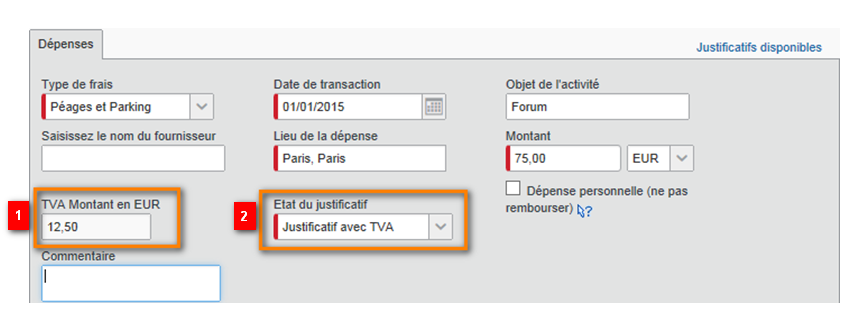 Dépenses
Justificatifs disponibles
Type de frais
Date de transaction
Objet de l'activité
Péages et Parking
01/01/2015
Forum
Saisissez le nom du fournisseur
Lieu de la dépense
Montant
Paris, Paris
75,00
EUR
Dépense personnelle (ne pas
rembourser) ?
1
TVA Montant en EUR
12,50
2
Etat du justificatif
Justificatif avec TVA
Commentaire